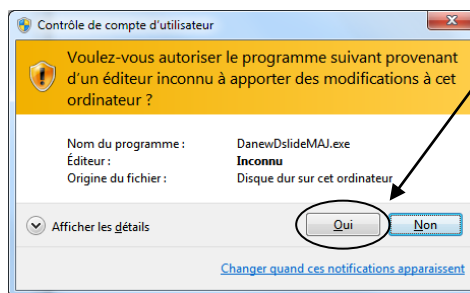 Contrôle de compte d'utilisateur
Voulez-vous autoriser le programme suivant provenant
d'un éditeur inconnu à apporter des modifications à cet
ordinateur ?
Nom du programme : DanewDslideMAJ.exe
Éditeur : Inconnu
Origine du fichier : Disque dur sur cet ordinateur
Afficher les détails Oui Non
Changer quand ces notifications apparaissent